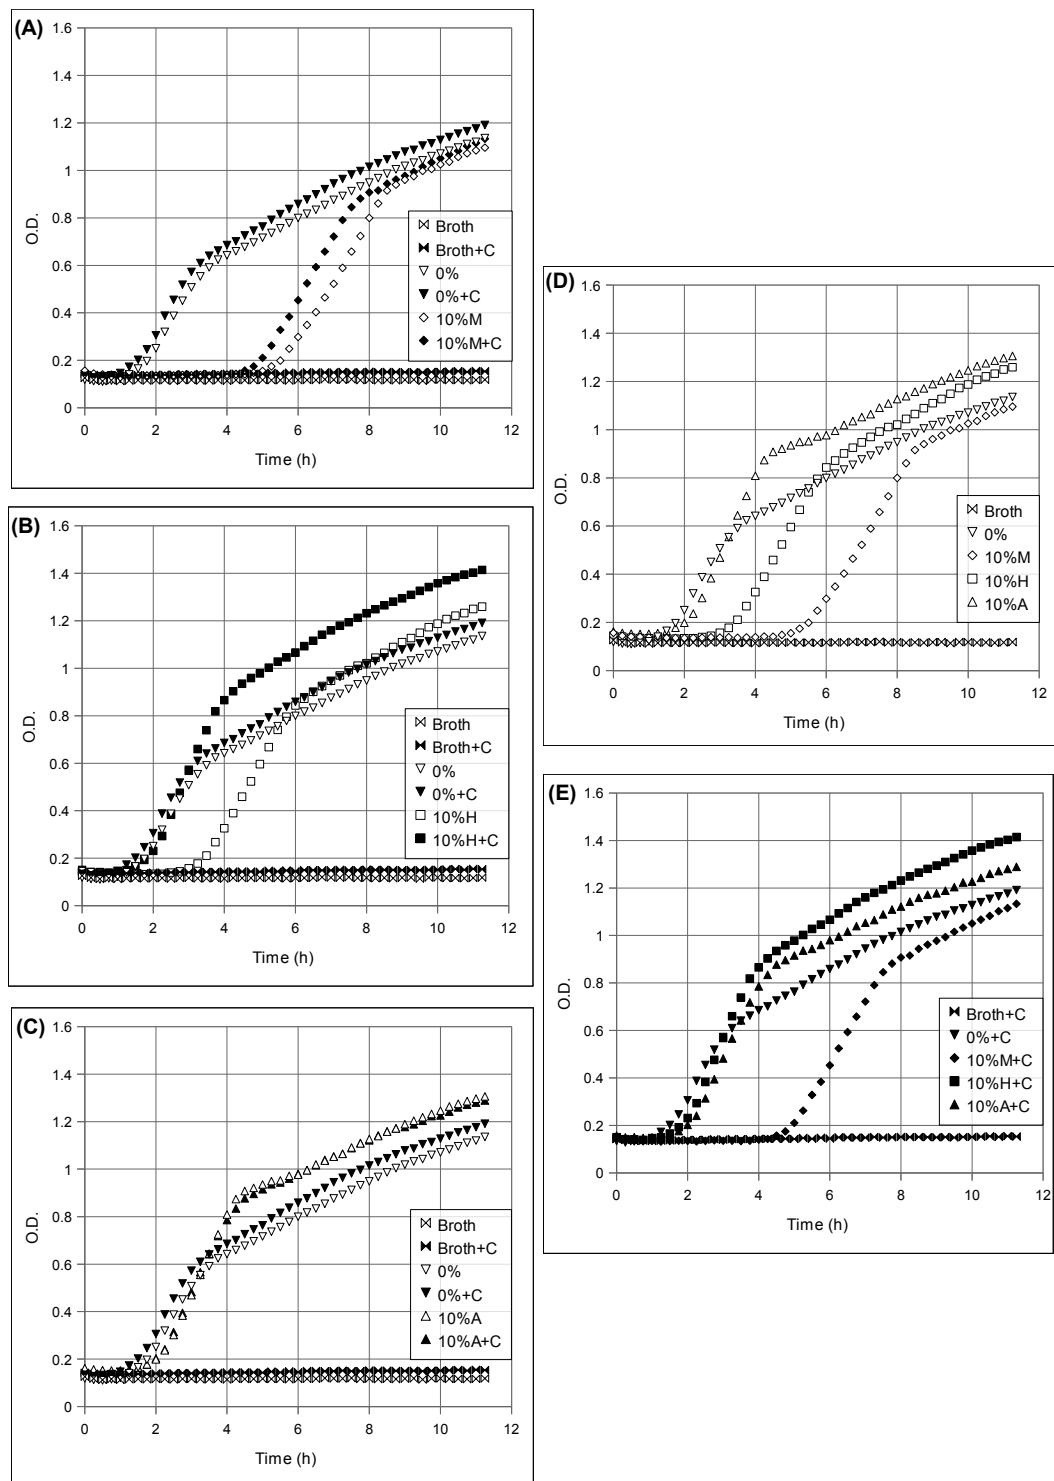 (A)
1.6
1.4
1.2
1
0.8
0.6
0.4
0.2
0
O.D.
0 2 4 6 8 10 12
Time (h)
Broth
Broth+C
0%
0%+C
10%M
10%M+C
(B)
1.6
1.4
1.2
1
0.8
0.6
0.4
0.2
0
O.D.
0 2 4 6 8 10 12
Time (h)
Broth
Broth+C
0%
0%+C
10%H
10%H+C
(C)
1.6
1.4
1.2
1
0.8
0.6
0.4
0.2
0
O.D.
0 2 4 6 8 10 12
Time (h)
Broth
Broth+C
0%
0%+C
10%A
10%A+C
(D)
1.6
1.4
1.2
1
0.8
0.6
0.4
0.2
0
O.D.
0 2 4 6 8 10 12
Time (h)
Broth
0%
10%M
10%H
10%A
(E)
1.6
1.4
1.2
1
0.8
0.6
0.4
0.2
0
O.D.
0 2 4 6 8 10 12
Time (h)
Broth+C
0%+C
10%M+C
10%H+C
10%A+C